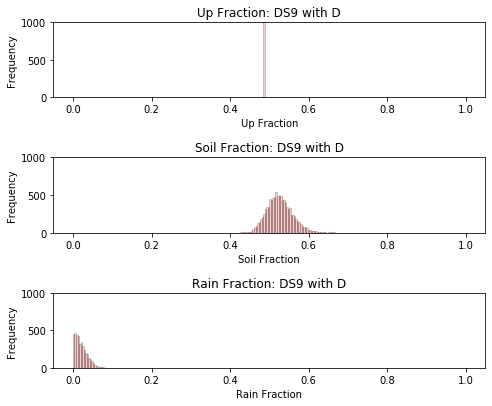 Up Fraction: DS9 with D
1000
500
0
Frequency
0.0 0.2 0.4 0.6 0.8 1.0
Up Fraction
Soil Fraction: DS9 with D
1000
500
0
Frequency
0.0 0.2 0.4 0.6 0.8 1.0
Soil Fraction
Rain Fraction: DS9 with D
1000
500
0
Frequency
0.0 0.2 0.4 0.6 0.8 1.0
Rain Fraction